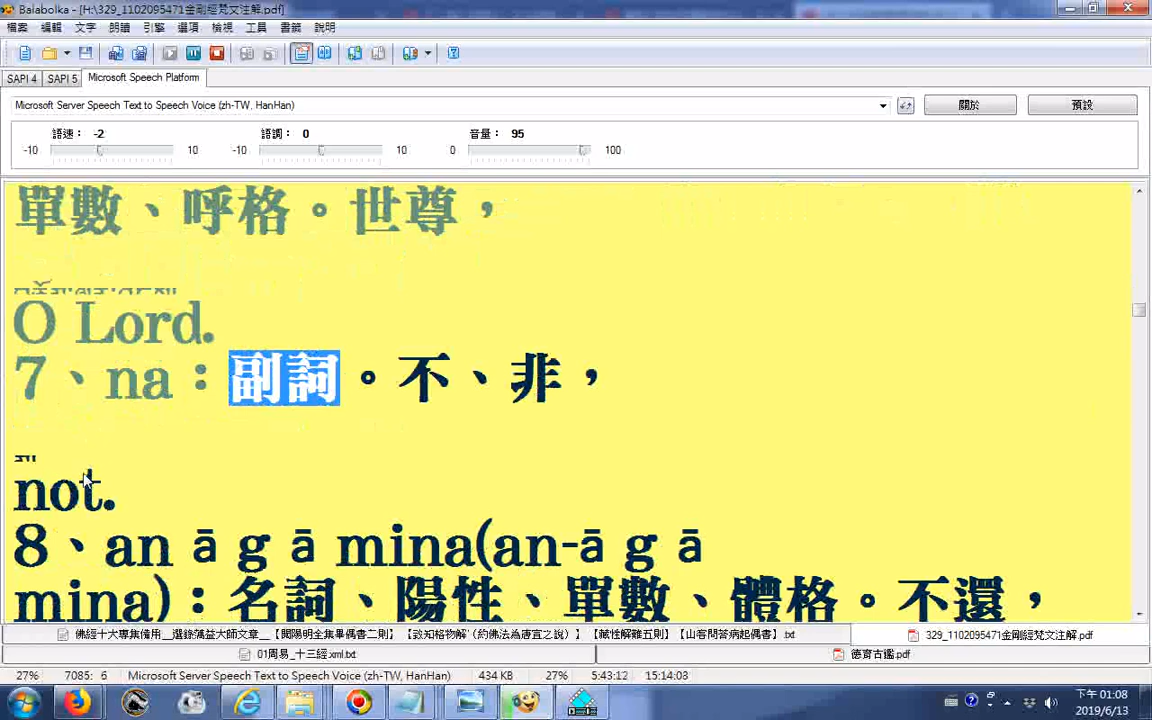 Balabolka - [H:\329_1102095471金剛經梵文注解.pdf]
檔案 編輯 文字 朗讀 引擎 選項 檢視 工具 書籤 說明
SAPI 4 SAPI 5 Microsoft Speech Platform
Microsoft Server Speech Text to Speech Voice (zh-TW, HanHan) 關於 預設
語速： -2 語調： 0 音量： 95
-10 10 -10 10 0 100
單數、呼格。世尊，
O Lord.
7、na：副詞。不、非，
not.
8、an ā g ā mina(an-ā g ā
mina)：名詞、陽性、單數、體格。不還，
佛經十大專集備用__選錄蕅益大師文章__【閱陽明全集畢偶書二則】 【致知格物解'（約佛法為唐宜之說）】 【藏性解難五則】 【山客問答病起偶書】.txt 329_1102095471金剛經梵文注解.pdf
01周易_十三經.xml.txt 德育古鑑.pdf
27% 7085: 6 Microsoft Server Speech Text to Speech Voice (zh-TW, HanHan) 434 KB 27% 5:43:12 15:14:03
下午 01:08
2019/6/13